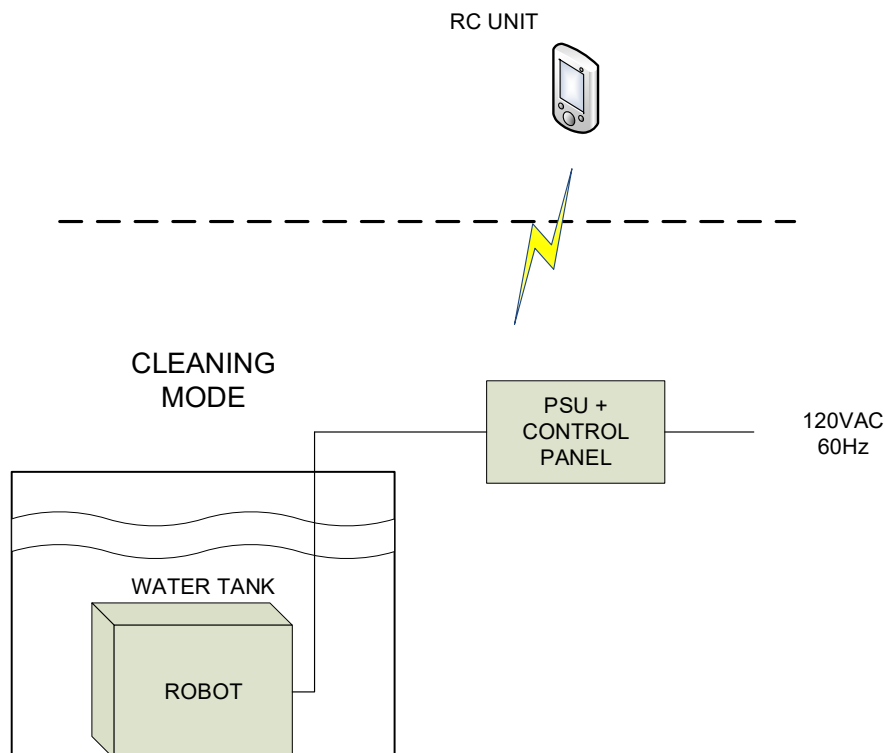 RC UNIT
CLEANING
MODE
PSU +
CONTROL
PANEL
120VAC
60Hz
WATER TANK
ROBOT